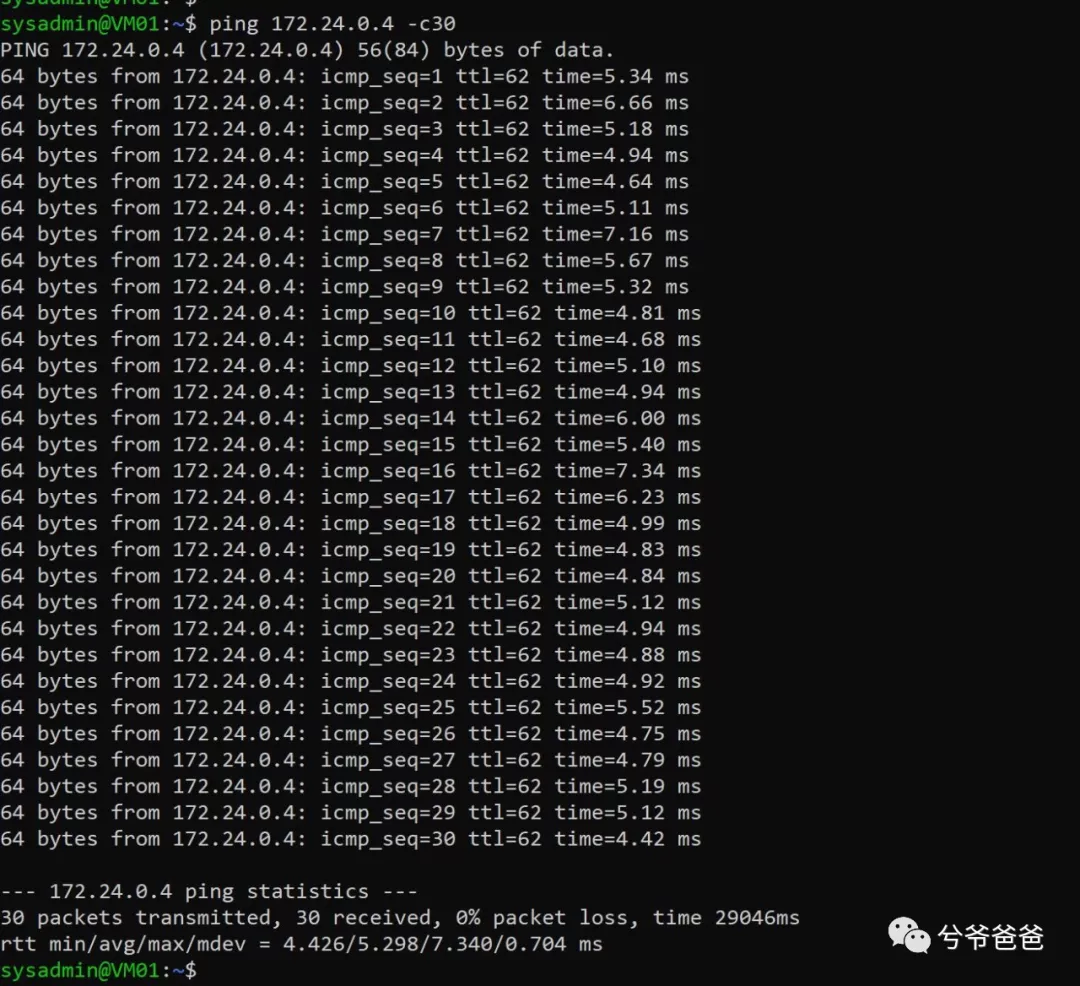 sysadmin@VM01:~$
sysadmin@VM01:~$ ping 172.24.0.4 -c30
PING 172.24.0.4 (172.24.0.4) 56(84) bytes of data.
64 bytes from 172.24.0.4: icmp_seq=1 ttl=62 time=5.34 ms
64 bytes from 172.24.0.4: icmp_seq=2 ttl=62 time=6.66 ms
64 bytes from 172.24.0.4: icmp_seq=3 ttl=62 time=5.18 ms
64 bytes from 172.24.0.4: icmp_seq=4 ttl=62 time=4.94 ms
64 bytes from 172.24.0.4: icmp_seq=5 ttl=62 time=4.64 ms
64 bytes from 172.24.0.4: icmp_seq=6 ttl=62 time=5.11 ms
64 bytes from 172.24.0.4: icmp_seq=7 ttl=62 time=7.16 ms
64 bytes from 172.24.0.4: icmp_seq=8 ttl=62 time=5.67 ms
64 bytes from 172.24.0.4: icmp_seq=9 ttl=62 time=5.32 ms
64 bytes from 172.24.0.4: icmp_seq=10 ttl=62 time=4.81 ms
64 bytes from 172.24.0.4: icmp_seq=11 ttl=62 time=4.68 ms
64 bytes from 172.24.0.4: icmp_seq=12 ttl=62 time=5.10 ms
64 bytes from 172.24.0.4: icmp_seq=13 ttl=62 time=4.94 ms
64 bytes from 172.24.0.4: icmp_seq=14 ttl=62 time=6.00 ms
64 bytes from 172.24.0.4: icmp_seq=15 ttl=62 time=5.40 ms
64 bytes from 172.24.0.4: icmp_seq=16 ttl=62 time=7.34 ms
64 bytes from 172.24.0.4: icmp_seq=17 ttl=62 time=6.23 ms
64 bytes from 172.24.0.4: icmp_seq=18 ttl=62 time=4.99 ms
64 bytes from 172.24.0.4: icmp_seq=19 ttl=62 time=4.83 ms
64 bytes from 172.24.0.4: icmp_seq=20 ttl=62 time=4.84 ms
64 bytes from 172.24.0.4: icmp_seq=21 ttl=62 time=5.12 ms
64 bytes from 172.24.0.4: icmp_seq=22 ttl=62 time=4.94 ms
64 bytes from 172.24.0.4: icmp_seq=23 ttl=62 time=4.88 ms
64 bytes from 172.24.0.4: icmp_seq=24 ttl=62 time=4.92 ms
64 bytes from 172.24.0.4: icmp_seq=25 ttl=62 time=5.52 ms
64 bytes from 172.24.0.4: icmp_seq=26 ttl=62 time=4.75 ms
64 bytes from 172.24.0.4: icmp_seq=27 ttl=62 time=4.79 ms
64 bytes from 172.24.0.4: icmp_seq=28 ttl=62 time=5.19 ms
64 bytes from 172.24.0.4: icmp_seq=29 ttl=62 time=5.12 ms
64 bytes from 172.24.0.4: icmp_seq=30 ttl=62 time=4.42 ms
--- 172.24.0.4 ping statistics ---
30 packets transmitted, 30 received, 0% packet loss, time 29046ms
rtt min/avg/max/mdev = 4.426/5.298/7.340/0.704 ms
兮爷爸爸
sysadmin@VM01:~$